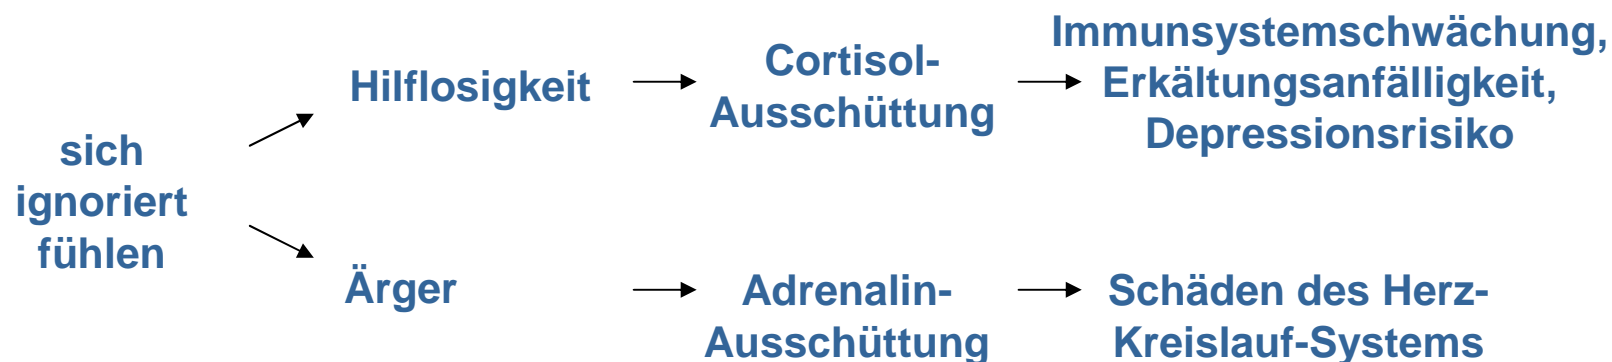 sich
ignoriert
fühlen
Hilflosigkeit
Cortisol-
Ausschüttung
Immunsystemschwächung,
Erkältungsanfälligkeit,
Depressionsrisiko
Ärger
Adrenalin-
Ausschüttung
Schäden des Herz-
Kreislauf-Systems